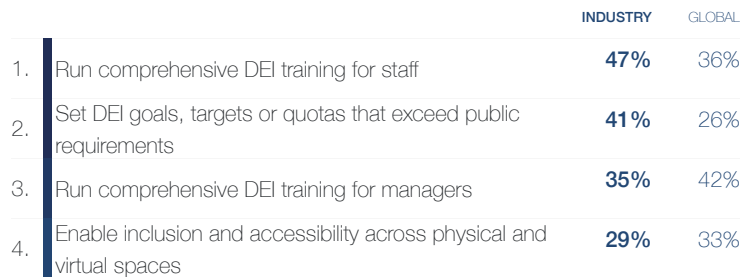 INDUSTRY GLOBAL
1. Run comprehensive DEI training for staff 47% 36%
2. Set DEI goals, targets or quotas that exceed public 41% 26%
requirements
3. Run comprehensive DEI training for managers 35% 42%
4. Enable inclusion and accessibility across physical and 29% 33%
virtual spaces